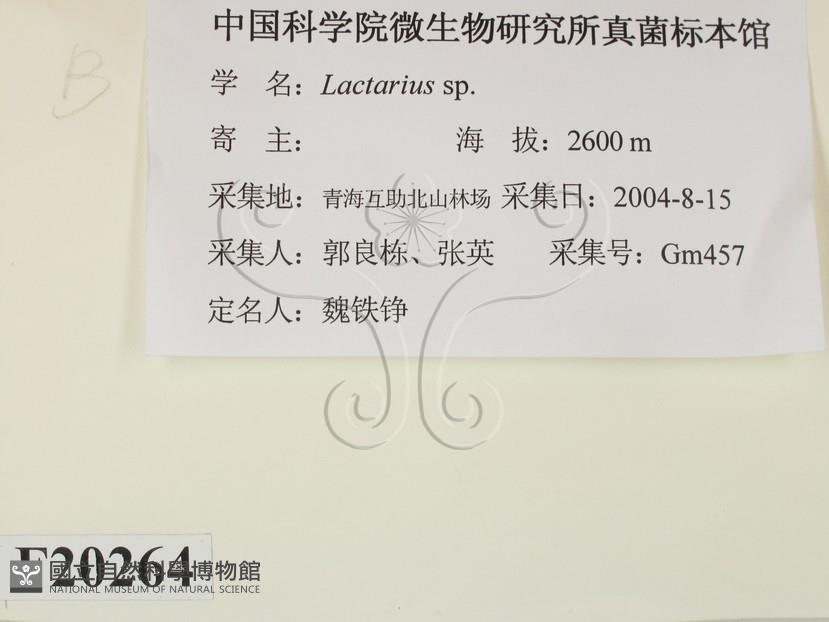 中国科学院微生物研究所真菌标本馆
B
学 名：Lactarius sp.
寄 主： 海 拔：2600 m
采集地：青海互助北山林场 采集日：2004-8-15
采集人：郭良栋、张英 采集号：Gm457
定名人：魏铁铮
F20264
國立自然科學博物館
NATIONAL MUSEUM OF NATURAL SCIENCE